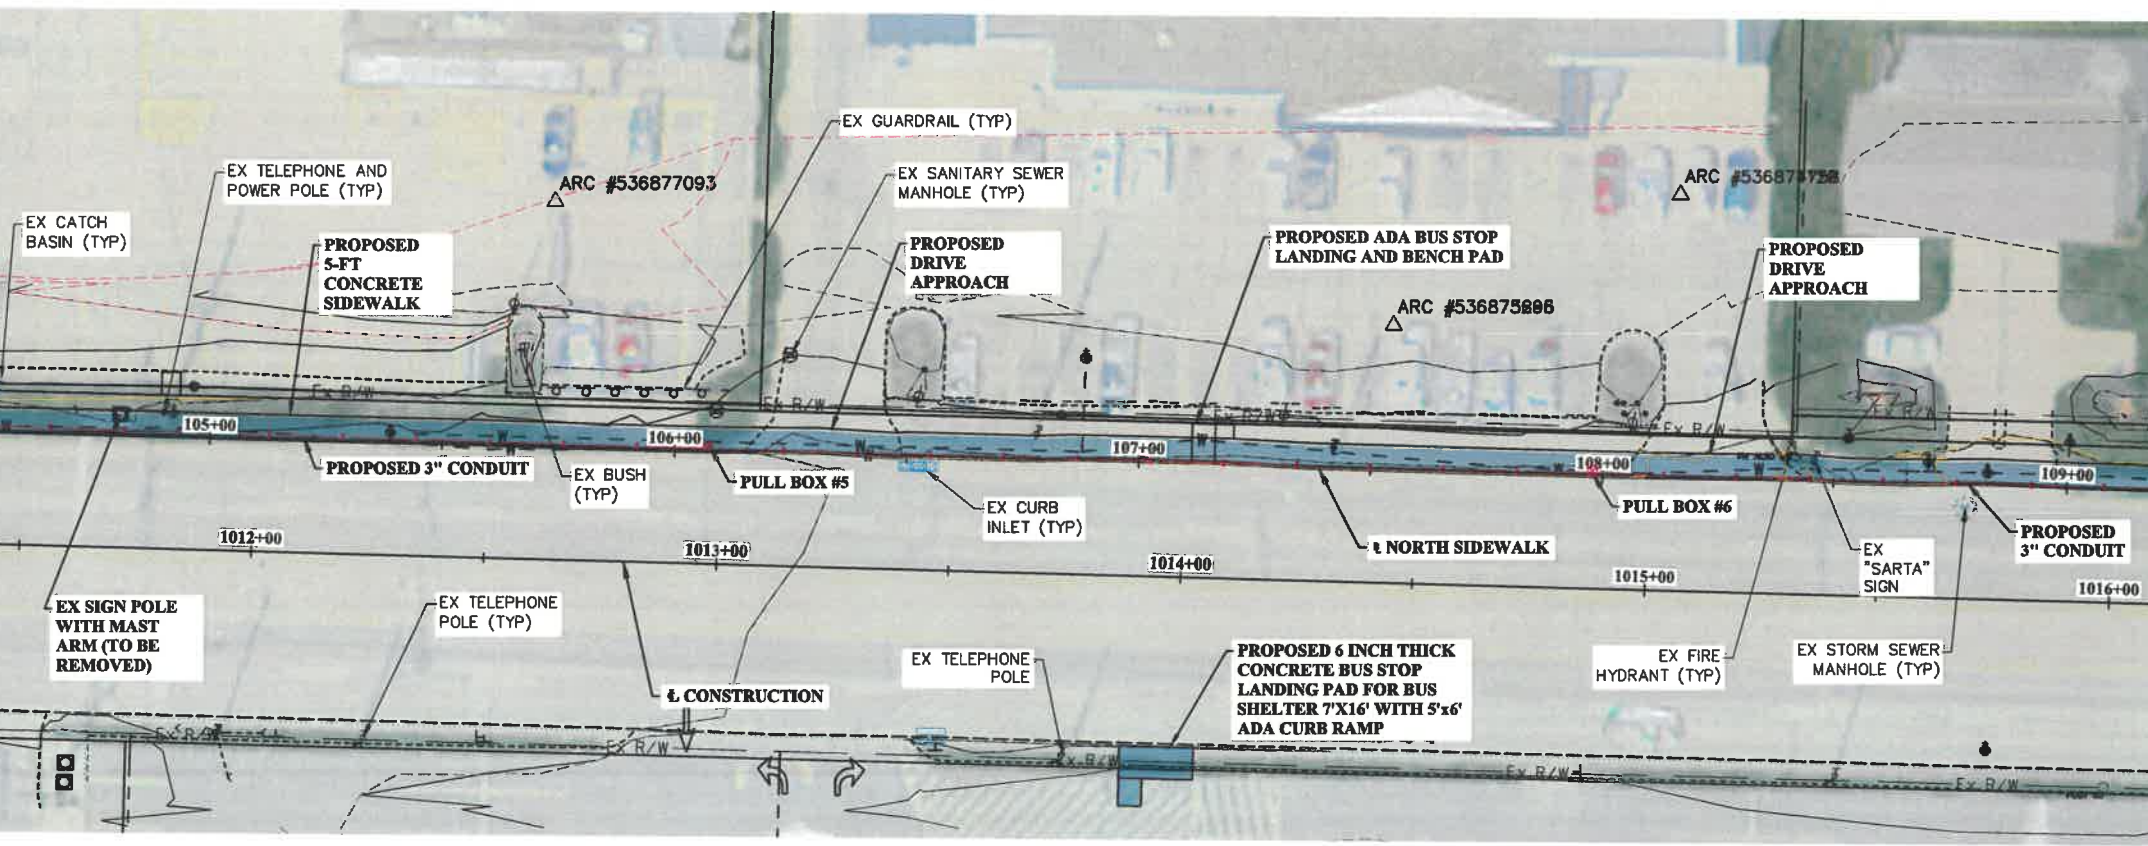 EX GUARDRAIL (TYP)
EX TELEPHONE AND
POWER POLE (TYP)
ARC #536877093
EX SANITARY SEWER
MANHOLE (TYP)
ARC
EX CATCH
BASIN (TYP)
PROPOSED
5-FT
CONCRETE
SIDEWALK
PROPOSED
DRIVE
APPROACH
PROPOSED ADA BUS STOP
LANDING AND BENCH PAD
PROPOSED
DRIVE
APPROACH
ARC
Ex R/W
Ex R/W
Ex R/W
Ex R/W
105+00
106+00
107+00
108+00
109+00
PROPOSED 3" CONDUIT
EX BUSH
(TYP)
PULL BOX #5
EX CURB
INLET (TYP)
PULL BOX #6
℄ NORTH SIDEWALK
PROPOSED
3" CONDUIT
EX
"SARTA"
SIGN
1012+00
1013+00
1014+00
1015+00
1016+00
EX SIGN POLE
WITH MAST
ARM (TO BE
REMOVED)
EX TELEPHONE
POLE (TYP)
EX TELEPHONE
POLE
PROPOSED 6 INCH THICK
CONCRETE BUS STOP
LANDING PAD FOR BUS
SHELTER 7'X16' WITH 5'x6'
ADA CURB RAMP
EX FIRE
HYDRANT (TYP)
EX STORM SEWER
MANHOLE (TYP)
℄ CONSTRUCTION
Ex R/W
Ex R/W
Ex R/W
Ex R/W
Ex R/W